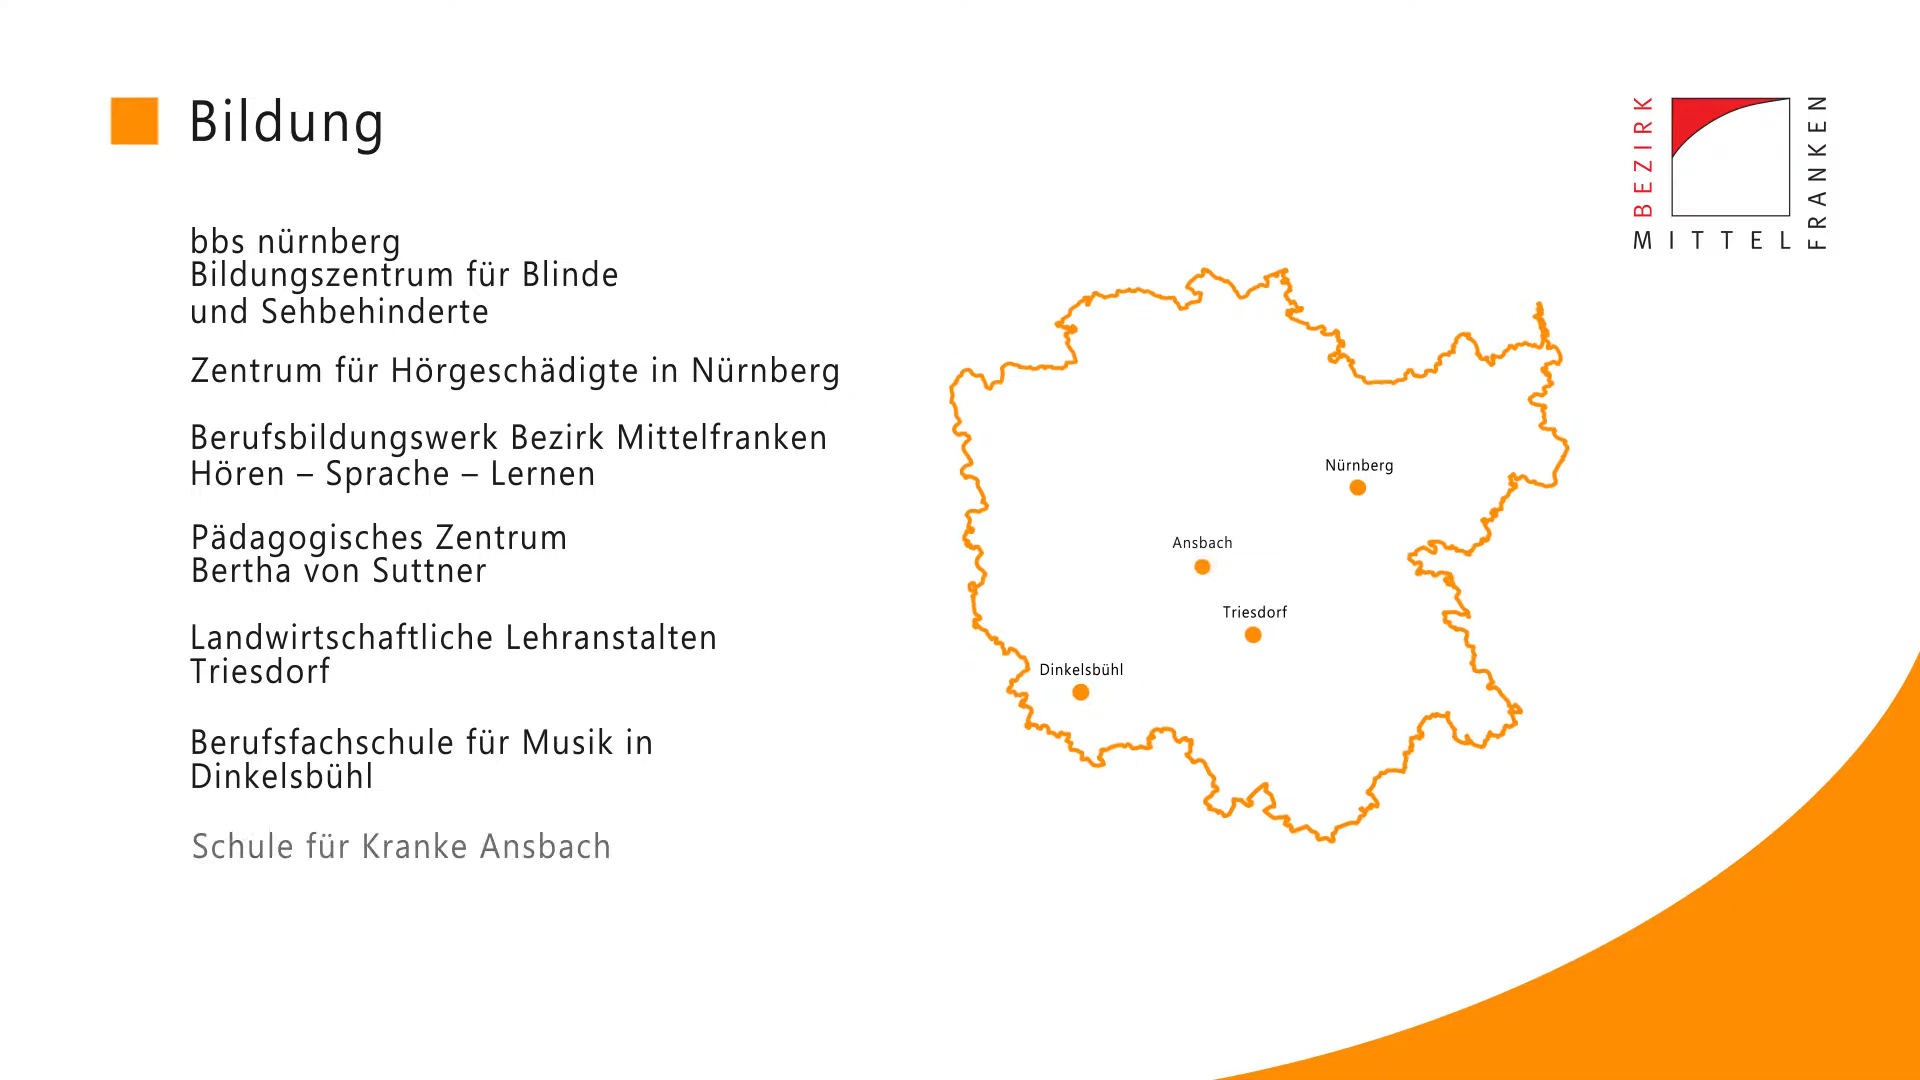 Bildung
BEZIRK
MITTEL
FRANKEN
bbs nürnberg
Bildungszentrum für Blinde
und Sehbehinderte
Zentrum für Hörgeschädigte in Nürnberg
Berufsbildungswerk Bezirk Mittelfranken
Hören – Sprache – Lernen
Pädagogisches Zentrum
Bertha von Suttner
Landwirtschaftliche Lehranstalten
Triesdorf
Berufsfachschule für Musik in
Dinkelsbühl
Schule für Kranke Ansbach
Nürnberg
Ansbach
Triesdorf
Dinkelsbühl